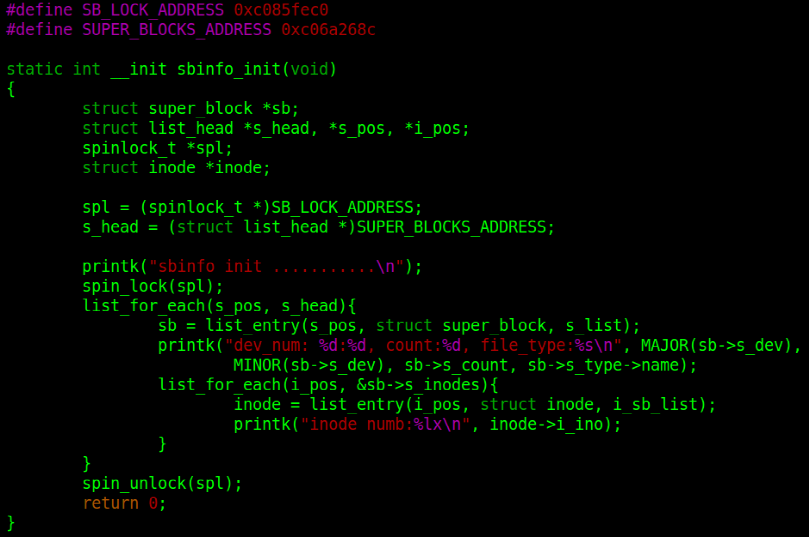 #define SB_LOCK_ADDRESS 0xc085fec0
#define SUPER_BLOCKS_ADDRESS 0xc06a268c
static int __init sbinfo_init(void)
{
        struct super_block *sb;
        struct list_head *s_head, *s_pos, *i_pos;
        spinlock_t *spl;
        struct inode *inode;
        spl = (spinlock_t *)SB_LOCK_ADDRESS;
        s_head = (struct list_head *)SUPER_BLOCKS_ADDRESS;
        printk("sbinfo init ...........\n");
        spin_lock(spl);
        list_for_each(s_pos, s_head){
                sb = list_entry(s_pos, struct super_block, s_list);
                printk("dev_num: %d:%d, count:%d, file_type:%s\n", MAJOR(sb->s_dev),
                        MINOR(sb->s_dev), sb->s_count, sb->s_type->name);
                list_for_each(i_pos, &sb->s_inodes){
                        inode = list_entry(i_pos, struct inode, i_sb_list);
                        printk("inode numb:%lx\n", inode->i_ino);
                }
        }
        spin_unlock(spl);
        return 0;
}